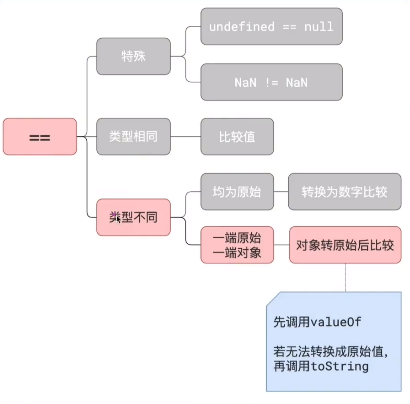 ==
特殊
undefined == null
NaN != NaN
类型相同
比较值
类型不同
均为原始
转换为数字比较
一端原始
一端对象
对象转原始后比较
先调用valueOf
若无法转换成原始值，
再调用toString